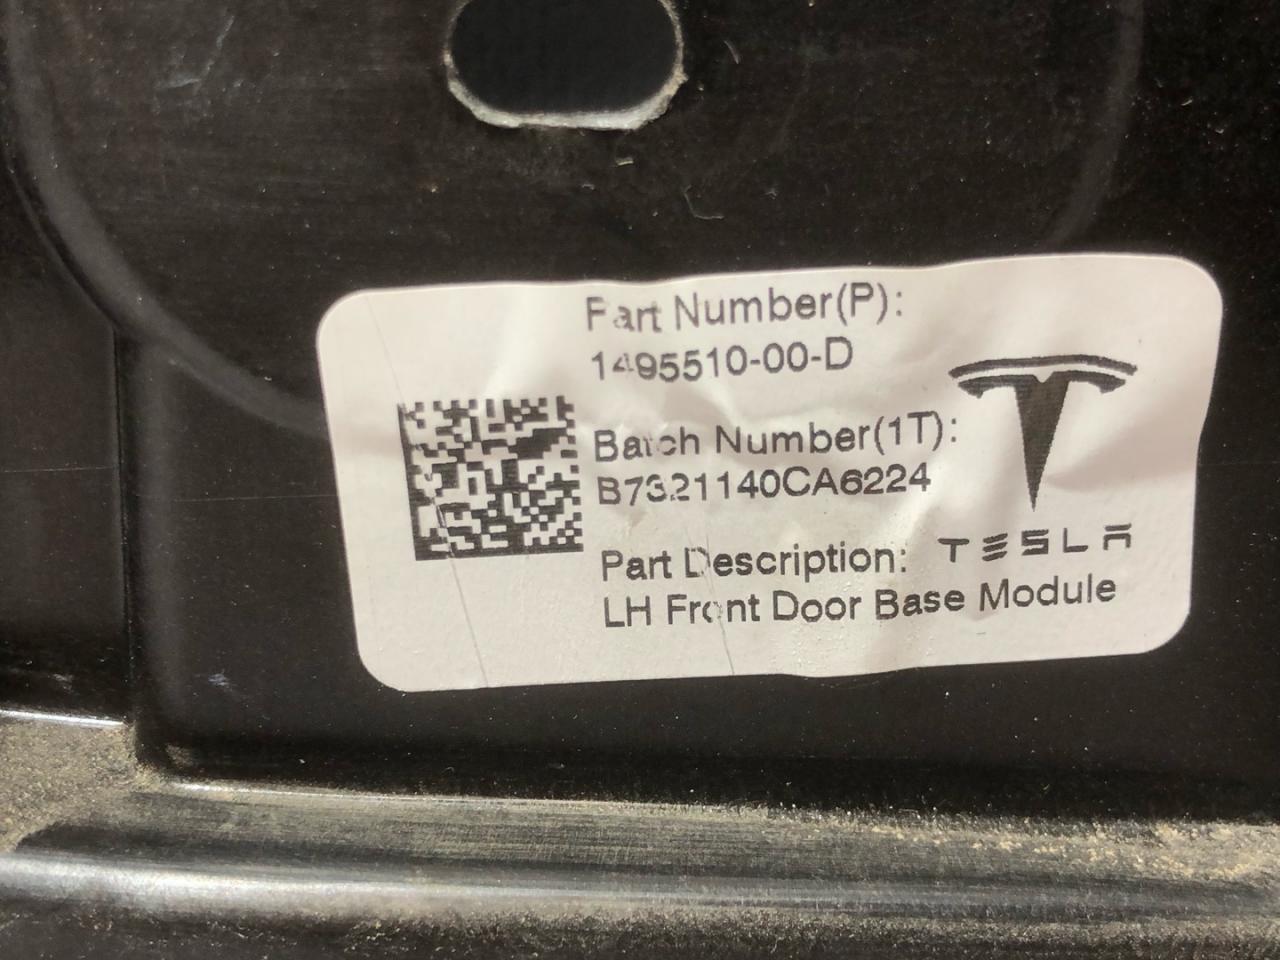 Part Number(P):
1495510-00-D
Batch Number(1T):
B7321140CA6224
Part Description:
LH Front Door Base Module
TESLA